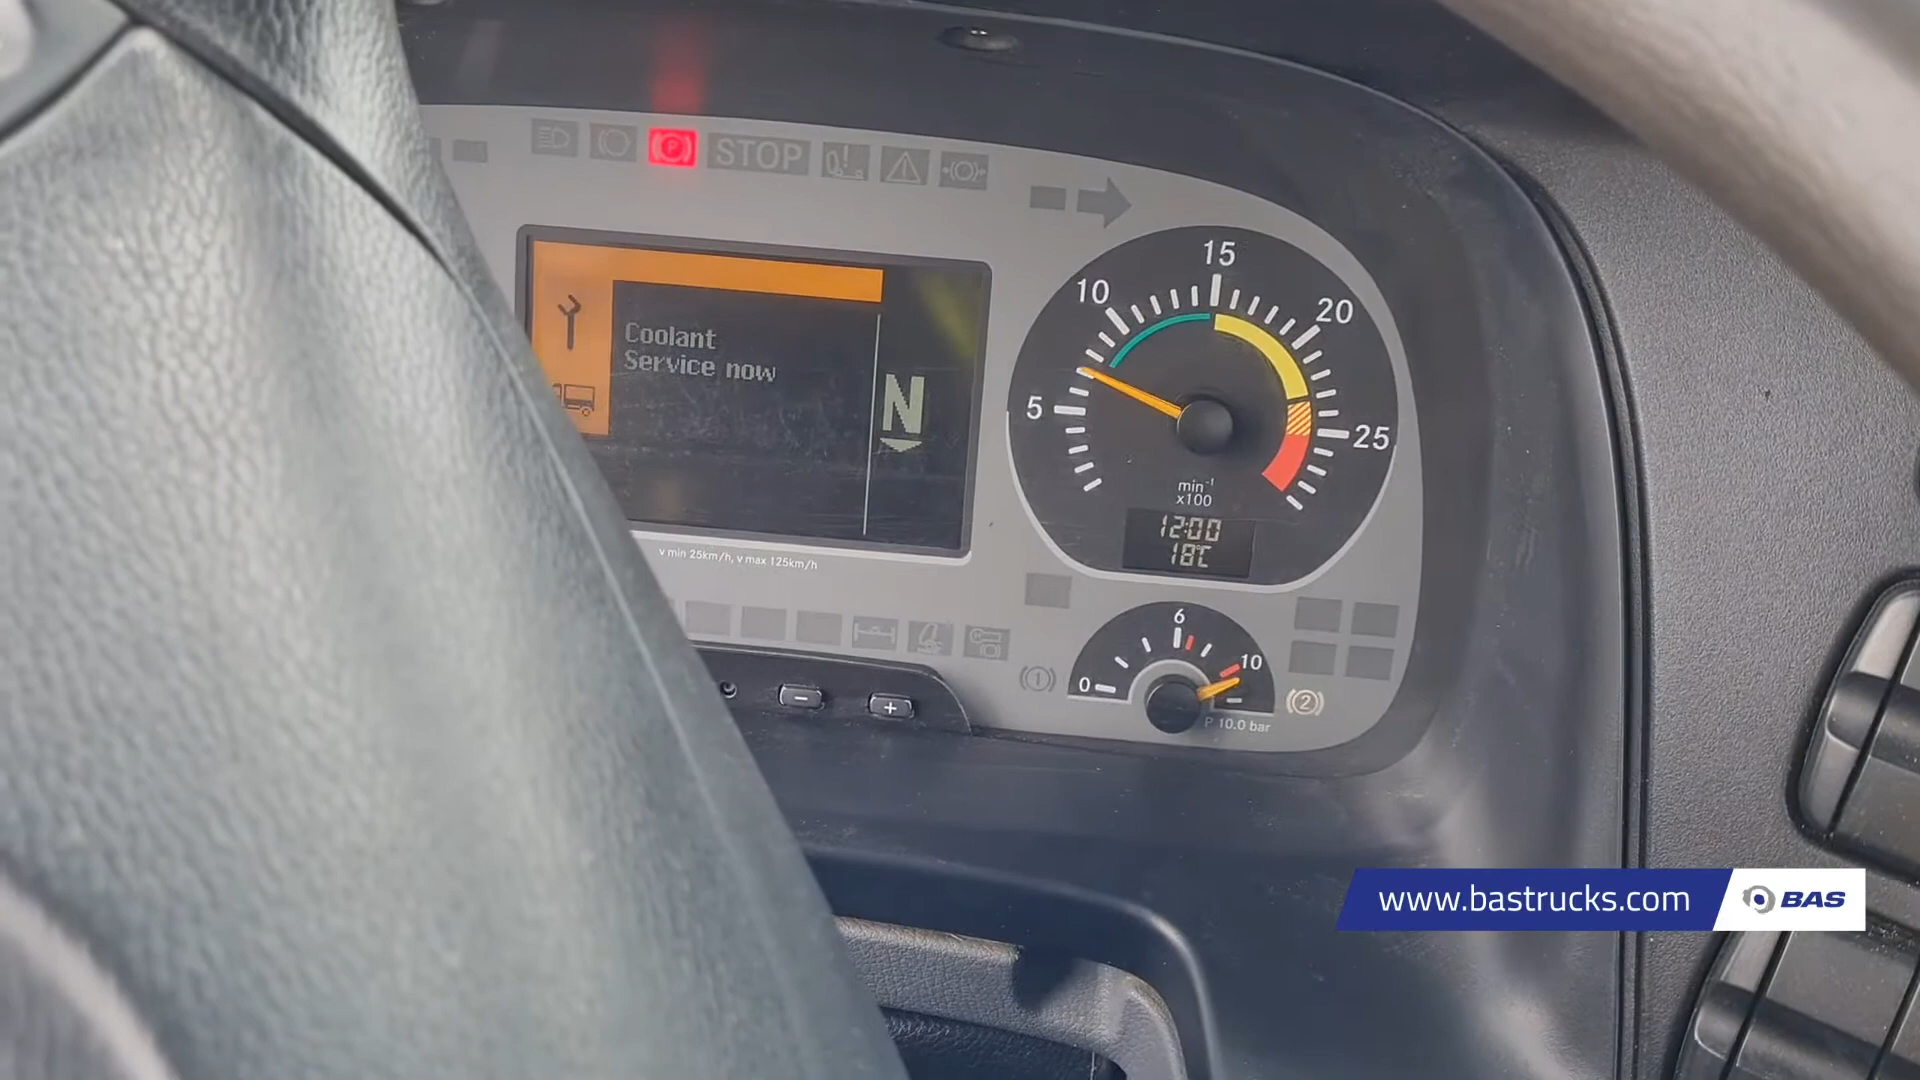 P
STOP
Coolant
Service now
N
v min 25km/h, v max 125km/h
5
10
15
20
25
min⁻¹
x100
12:00
18°C
0
6
10
1
2
P 10.0 bar
-
+
www.bastrucks.com
BAS